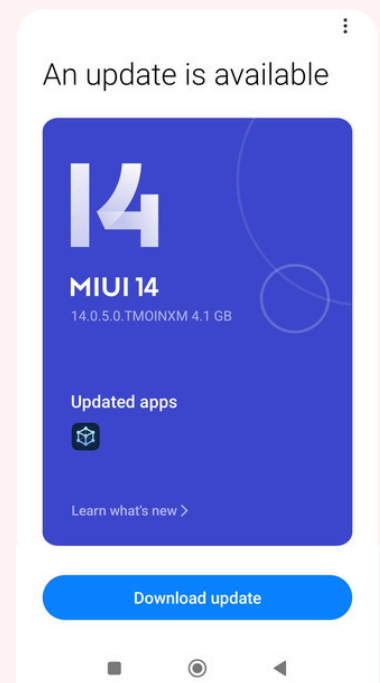 An update is available
14
MIUI 14
14.0.5.0.TMOINXM 4.1 GB
Updated apps
Learn what's new >
Download update